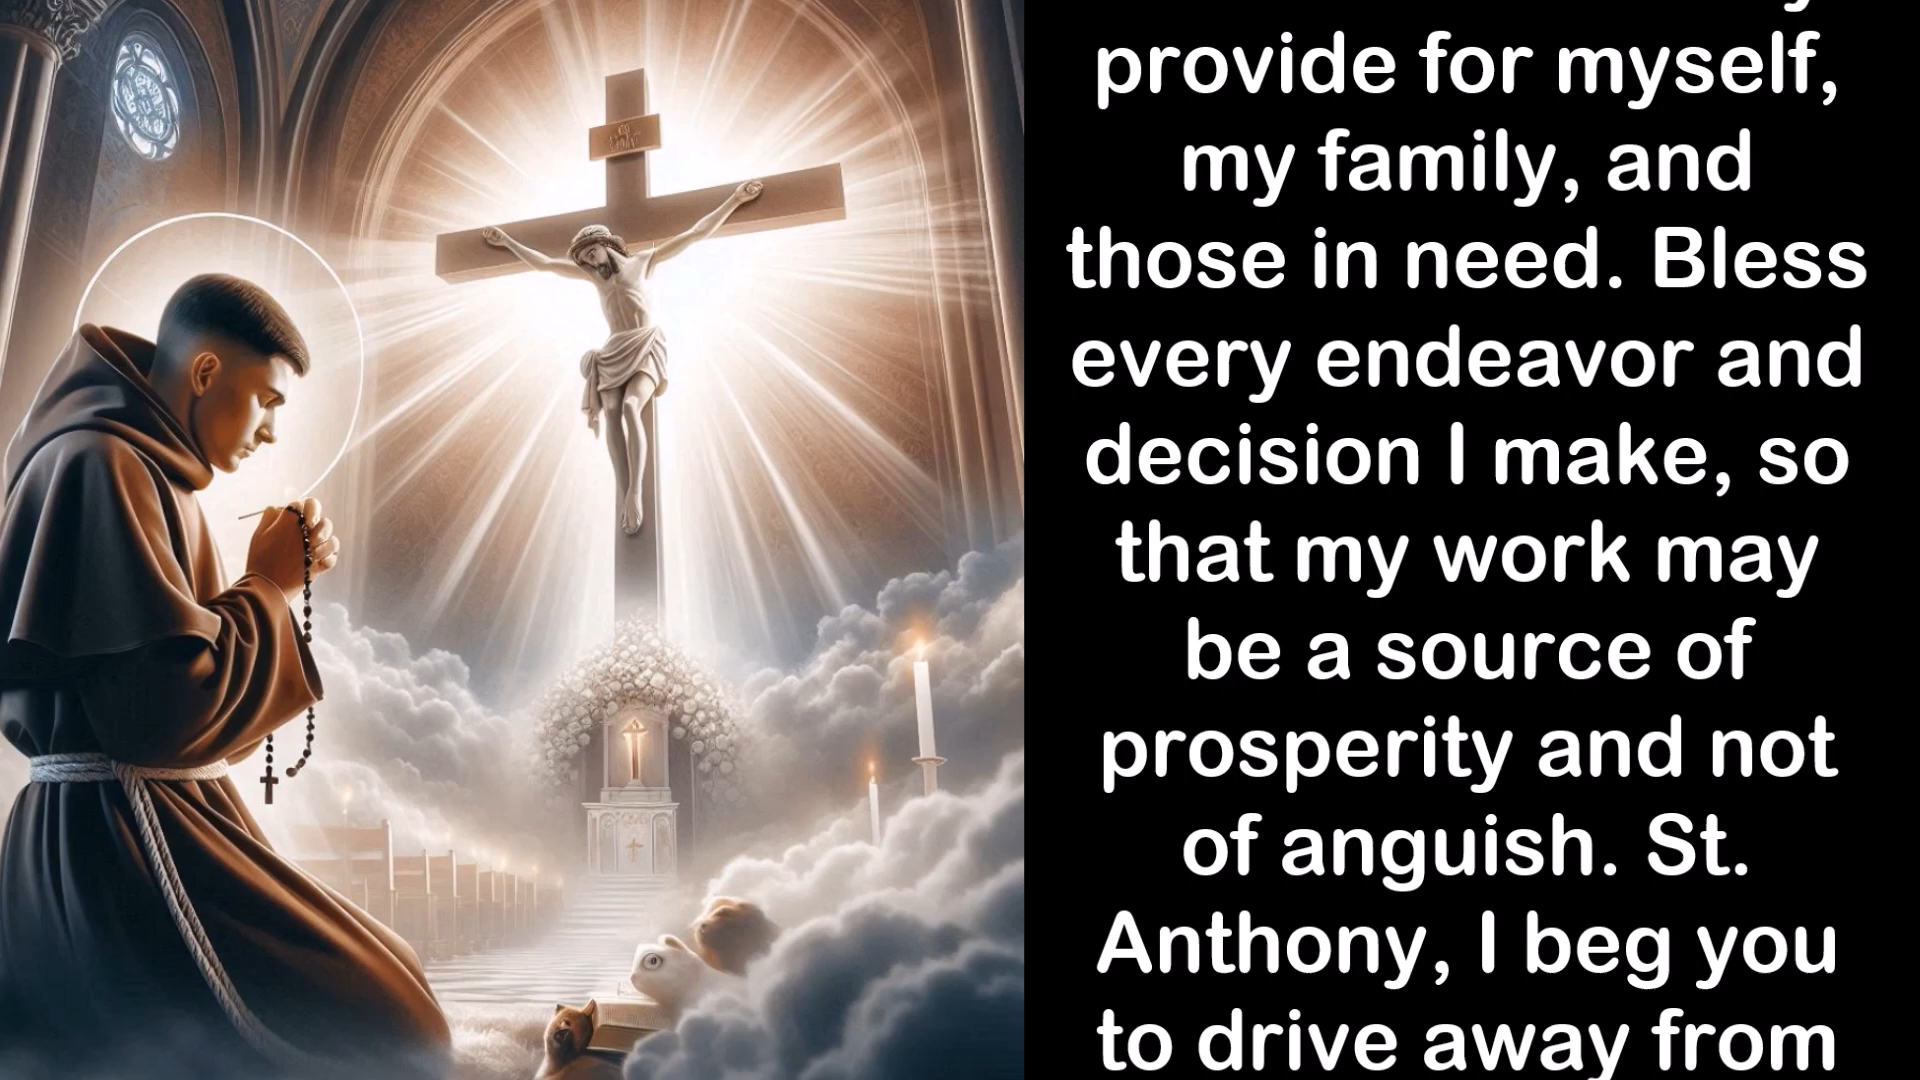 provide for myself,
my family, and
those in need. Bless
every endeavor and
decision I make, so
that my work may
be a source of
prosperity and not
of anguish. St.
Anthony, I beg you
to drive away from